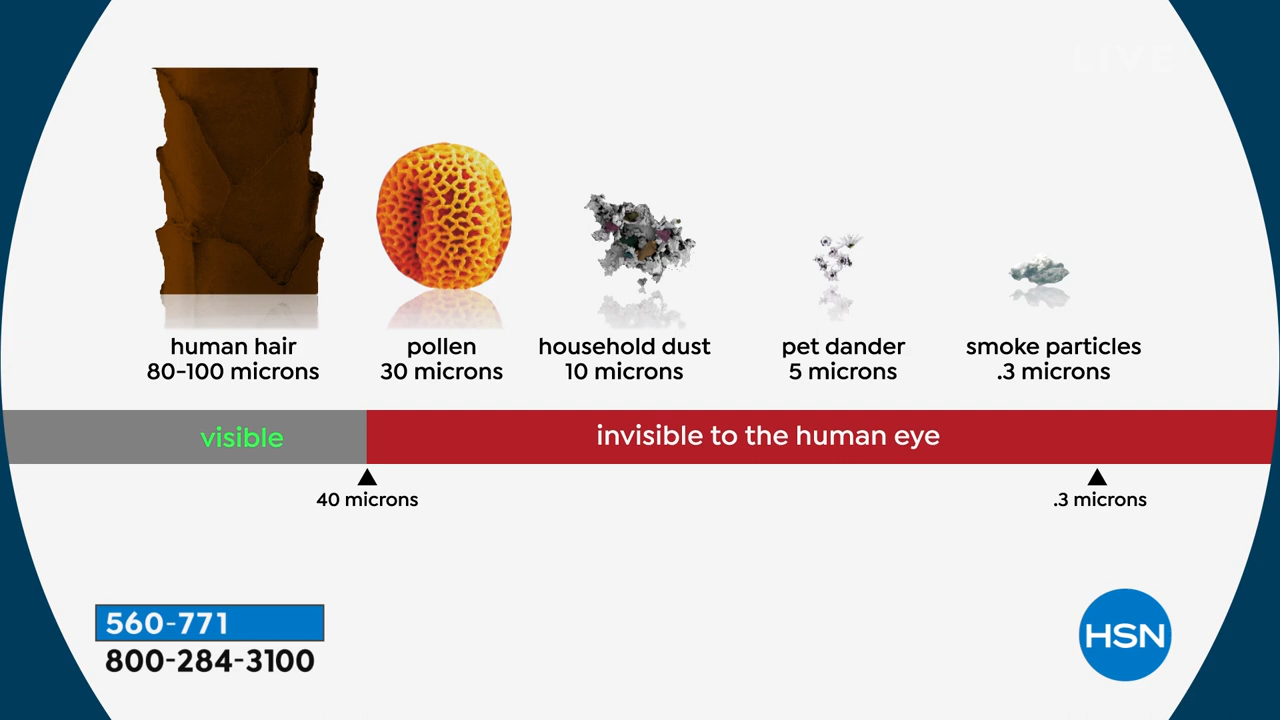 LIVE
human hair
80-100 microns
pollen
30 microns
household dust
10 microns
pet dander
5 microns
smoke particles
.3 microns
visible
invisible to the human eye
40 microns
.3 microns
560-771
800-284-3100
HSN